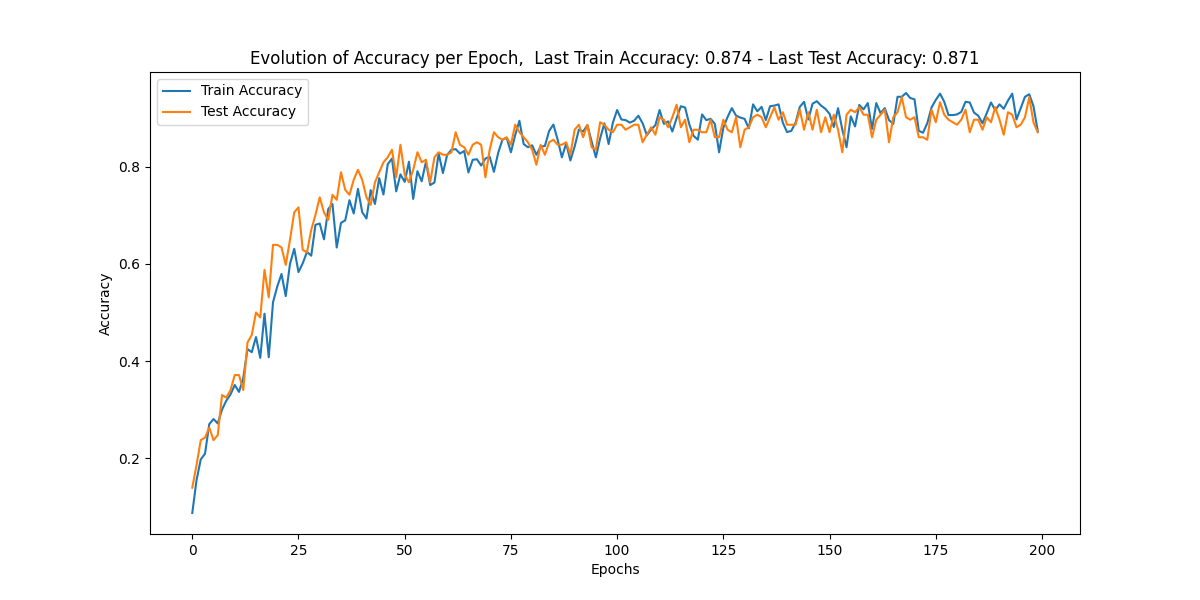 Evolution of Accuracy per Epoch,  Last Train Accuracy: 0.874 - Last Test Accuracy: 0.871
Train Accuracy
Test Accuracy
0.8
0.6
0.4
0.2
Accuracy
0 25 50 75 100 125 150 175 200
Epochs